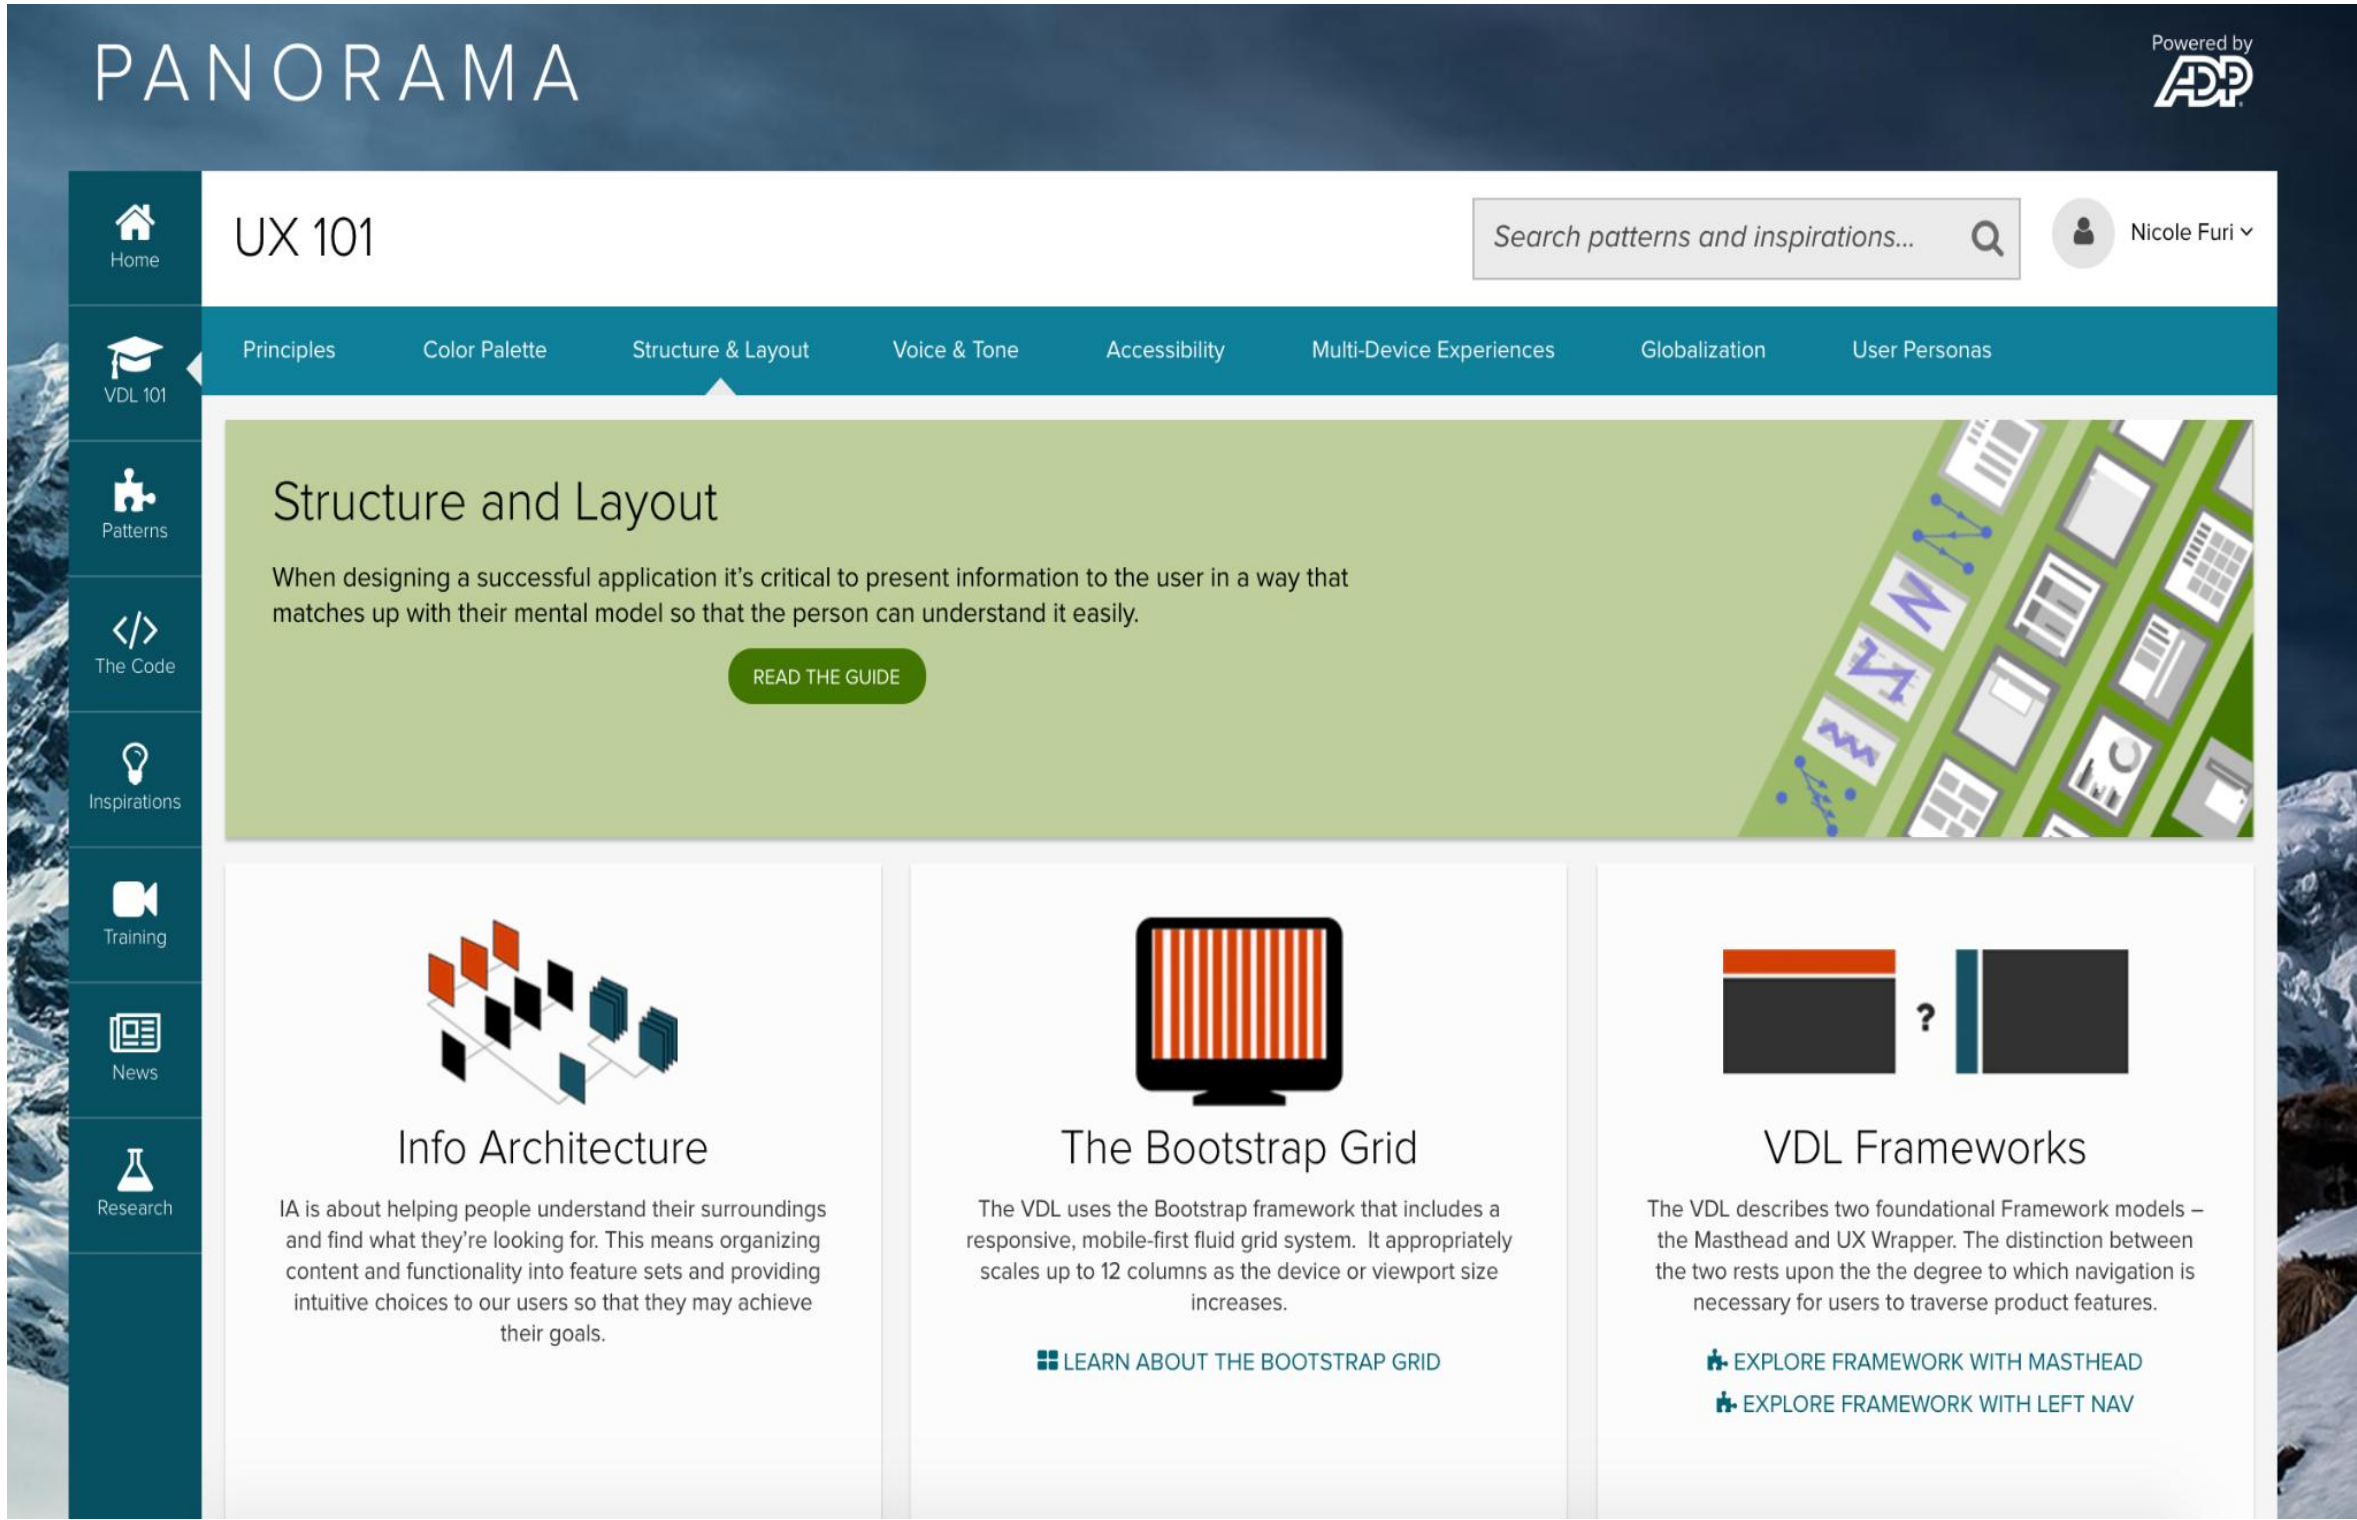 PANORAMA
Powered by
ADP
Home
UX 101
Search patterns and inspirations...
Nicole Furi
VDL 101
Principles
Color Palette
Structure & Layout
Voice & Tone
Accessibility
Multi-Device Experiences
Globalization
User Personas
Patterns
The Code
Inspirations
Training
News
Research
Structure and Layout
When designing a successful application it's critical to present information to the user in a way that
matches up with their mental model so that the person can understand it easily.
READ THE GUIDE
Info Architecture
IA is about helping people understand their surroundings
and find what they're looking for. This means organizing
content and functionality into feature sets and providing
intuitive choices to our users so that they may achieve
their goals.
The Bootstrap Grid
The VDL uses the Bootstrap framework that includes a
responsive, mobile-first fluid grid system. It appropriately
scales up to 12 columns as the device or viewport size
increases.
LEARN ABOUT THE BOOTSTRAP GRID
?
VDL Frameworks
The VDL describes two foundational Framework models –
the Masthead and UX Wrapper. The distinction between
the two rests upon the the degree to which navigation is
necessary for users to traverse product features.
EXPLORE FRAMEWORK WITH MASTHEAD
EXPLORE FRAMEWORK WITH LEFT NAV